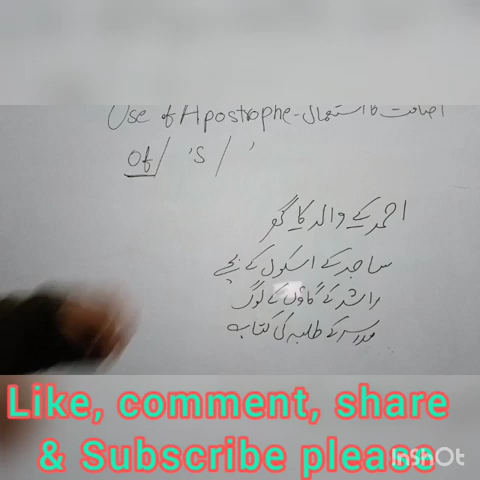 Use of Apostrophe - اضافت کا استعمال
Of / 's / '
احمد کے والد کا گھر
ساجد کے اسکول کے بچے
راشد کے گاؤں کے لوگ
مدرسہ کے طلبہ کی کتابیں
Like, comment, share
& Subscribe please
InShOt